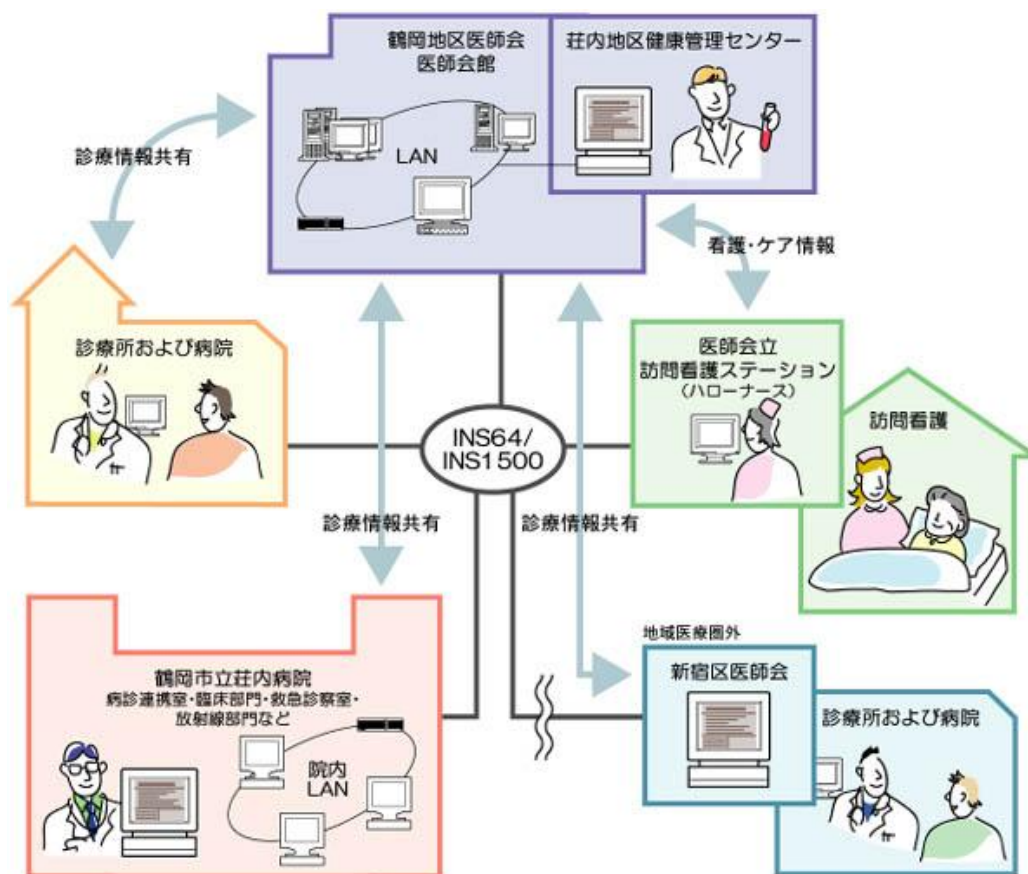 鶴岡地区医師会
医師会館
荘内地区健康管理センター
LAN
診療情報共有
看護・ケア情報
診療所および病院
医師会立
訪問看護ステーション
（ハローナース）
訪問看護
INS64/
INS1500
診療情報共有
診療情報共有
地域医療圏外
鶴岡市立荘内病院
病診連携室・臨床部門・救急診察室・
放射線部門など
院内
LAN
新宿区医師会
診療所および病院